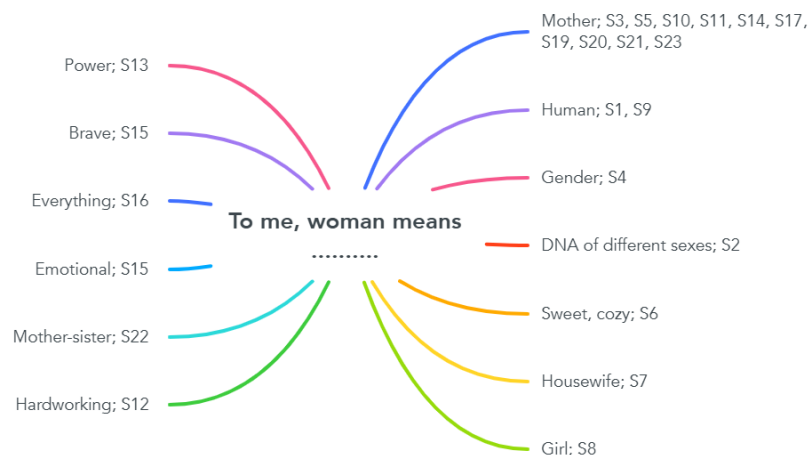 Mother; S3, S5, S10, S11, S14, S17,
S19, S20, S21, S23
Power; S13
Human; S1, S9
Brave; S15
Gender; S4
Everything; S16
To me, woman means
..........
DNA of different sexes; S2
Emotional; S15
Sweet, cozy; S6
Mother-sister; S22
Housewife; S7
Hardworking; S12
Girl: S8